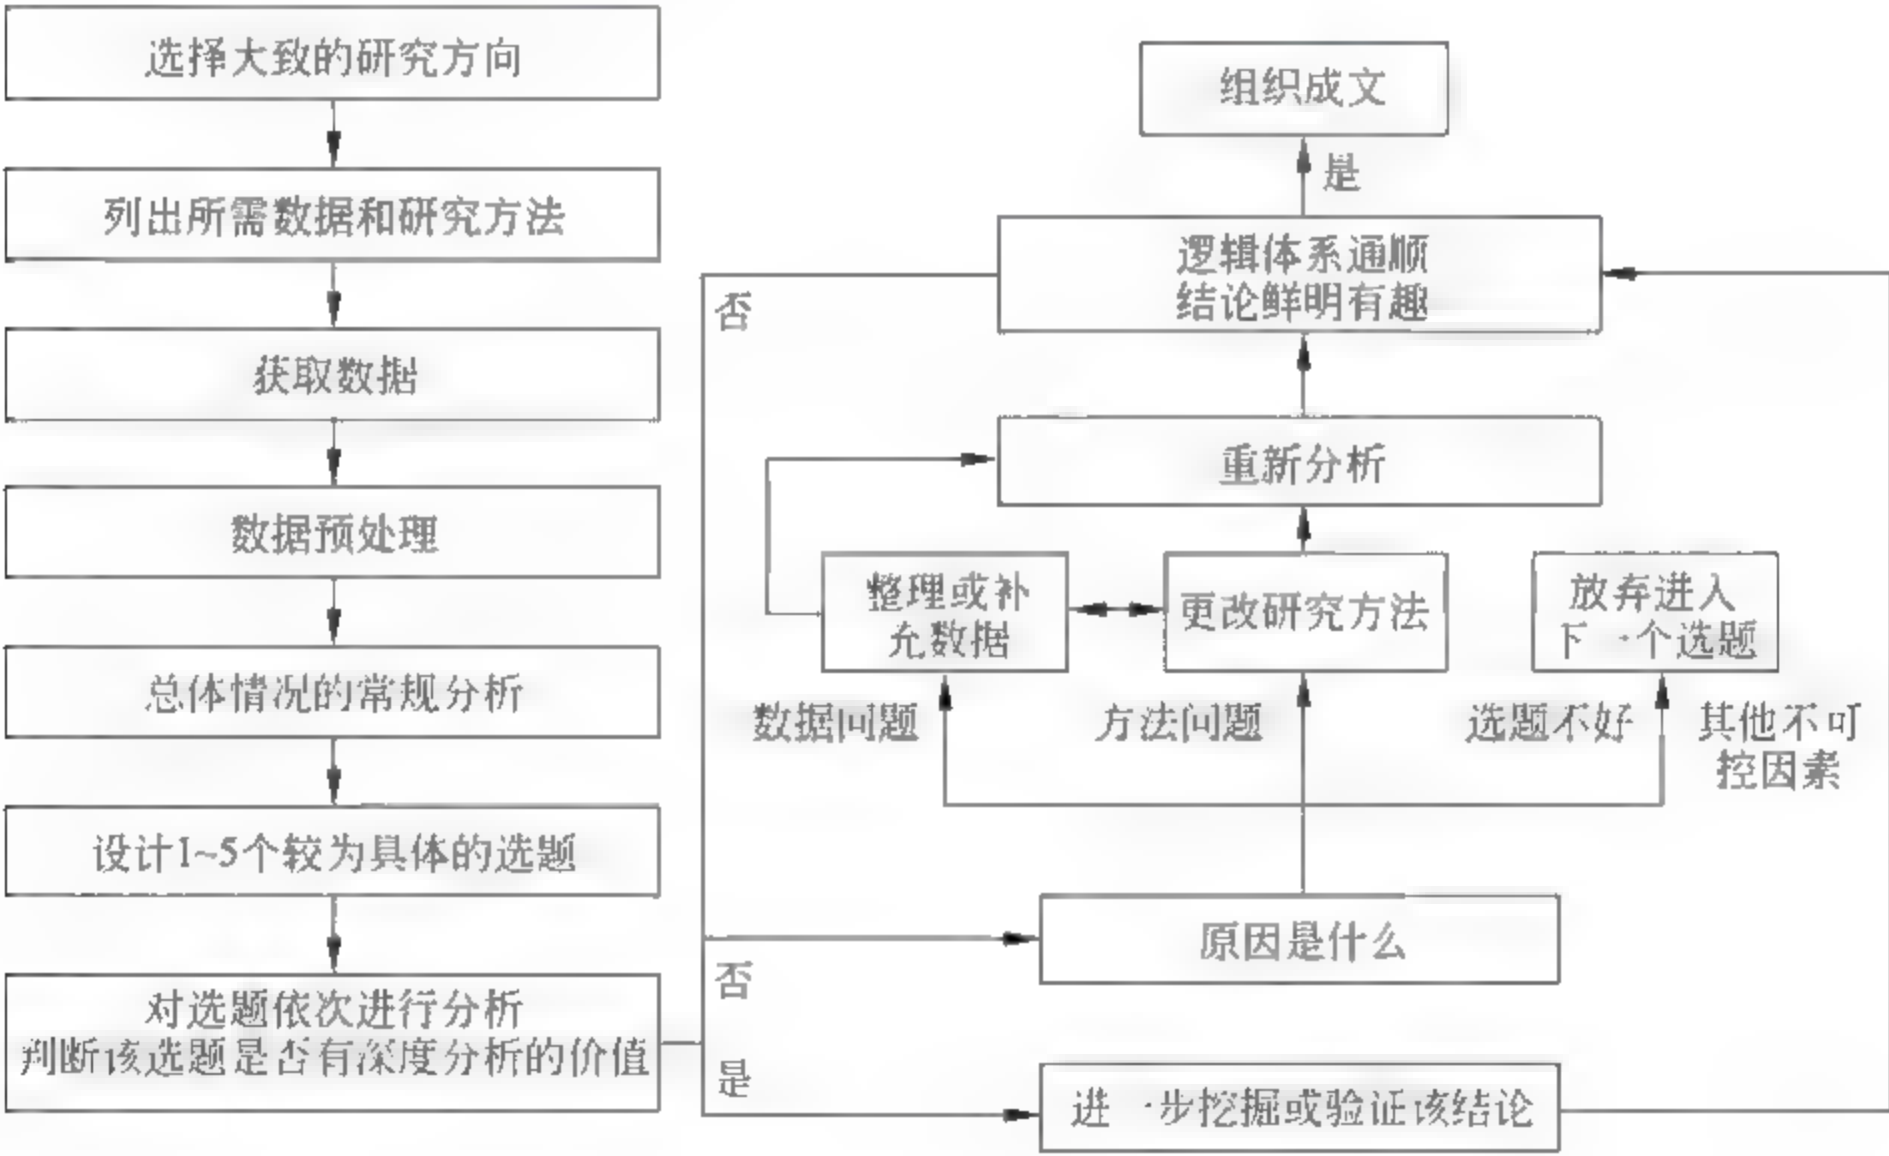 选择大致的研究方向
列出所需数据和研究方法
获取数据
数据预处理
总体情况的常规分析
设计1~5个较为具体的选题
对选题依次进行分析
判断该选题是否有深度分析的价值
组织成文
是
逻辑体系通顺
结论鲜明有趣
否
重新分析
整理或补
充数据
更改研究方法
放弃进入
下一个选题
数据问题
方法问题
选题不好
其他不可
控因素
原因是什么
否
是
进一步挖掘或验证该结论